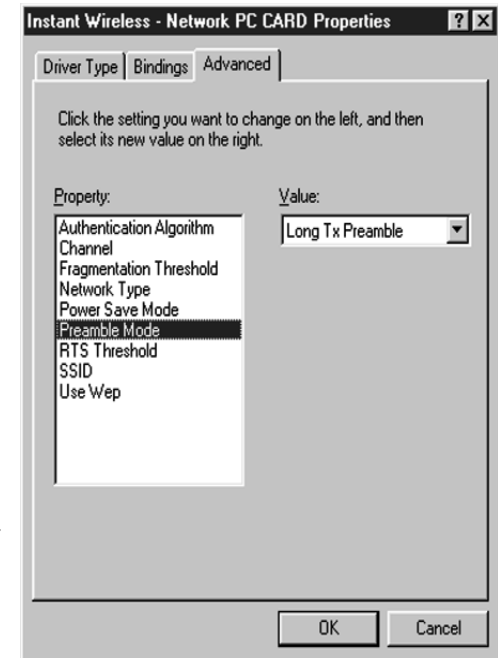 Instant Wireless - Network PC CARD Properties
Driver Type Bindings Advanced
Click the setting you want to change on the left, and then
select its new value on the right.
Property:
Value:
Authentication Algorithm
Channel
Fragmentation Threshold
Network Type
Power Save Mode
Preamble Mode
RTS Threshold
SSID
Use Wep
Long Tx Preamble
OK Cancel